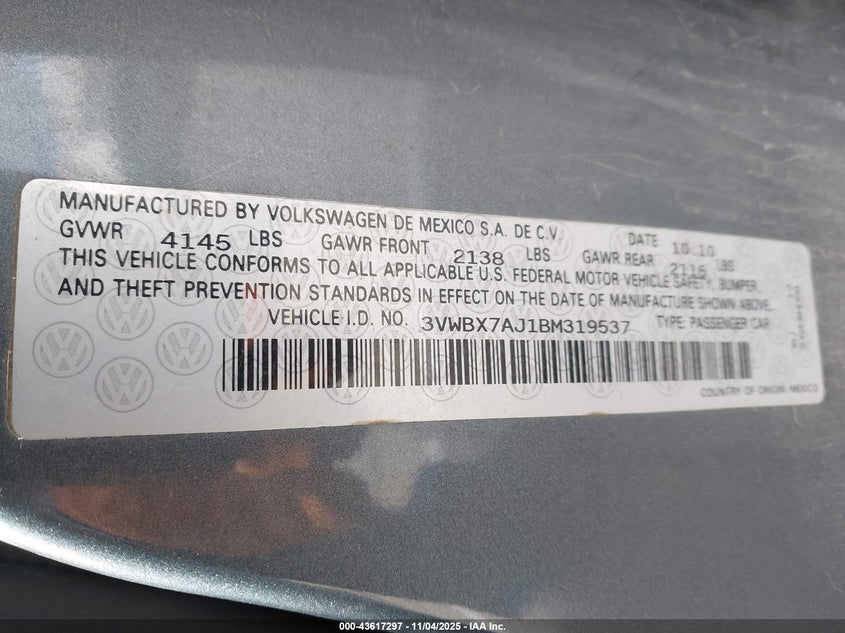 MANUFACTURED BY VOLKSWAGEN DE MEXICO S.A. DE C.V. DATE 10.10
GVWR 4145 LBS GAWR FRONT 2138 LBS GAWR REAR 2116 LBS
THIS VEHICLE CONFORMS TO ALL APPLICABLE U.S. FEDERAL MOTOR VEHICLE SAFETY, BUMPER,
AND THEFT PREVENTION STANDARDS IN EFFECT ON THE DATE OF MANUFACTURE SHOWN ABOVE.
VEHICLE I.D. NO. 3VWBX7AJ1BM319537 TYPE: PASSENGER CAR
COUNTRY OF ORIGIN: MEXICO
000-43617297 - 11/04/2025 - IAA Inc.